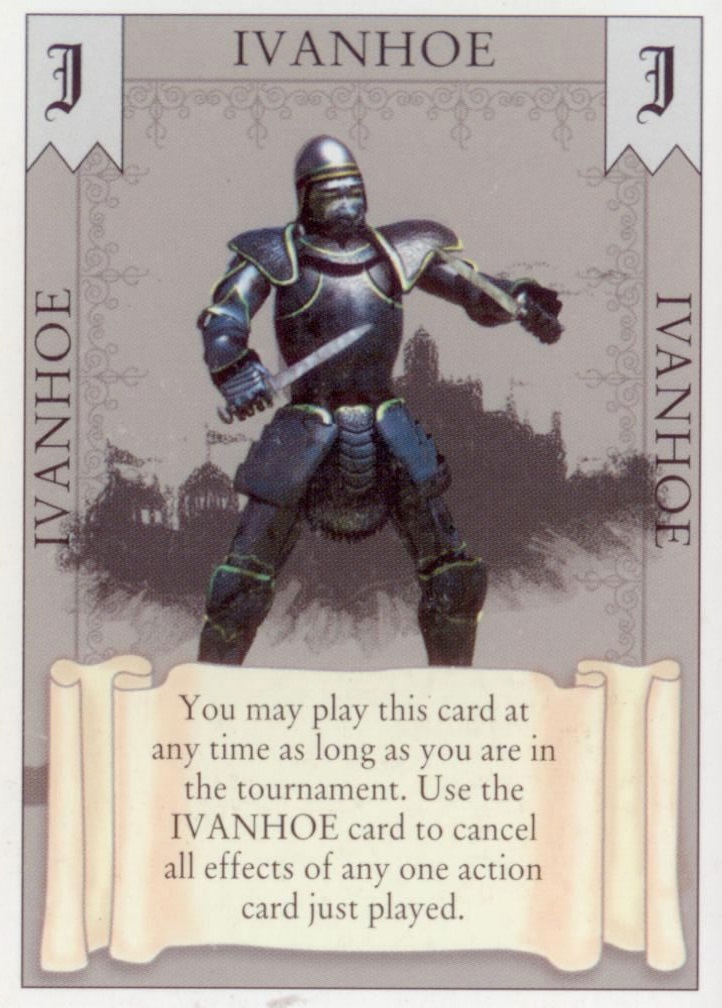 J
IVANHOE
J
IVANHOE
IVANHOE
You may play this card at
any time as long as you are in
the tournament. Use the
IVANHOE card to cancel
all effects of any one action
card just played.